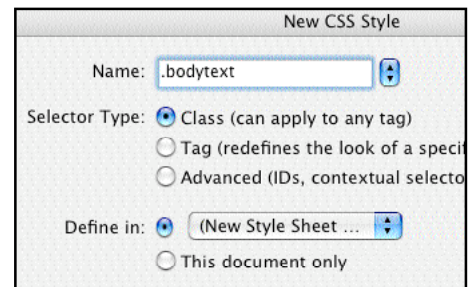 New CSS Style
Name: .bodytext
Selector Type: Class (can apply to any tag)
Tag (redefines the look of a specif
Advanced (IDs, contextual selecto
Define in: (New Style Sheet ...
This document only